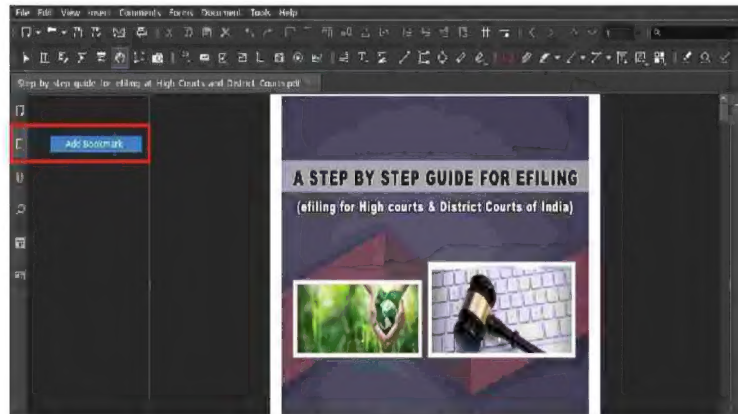 File Edit View Insert Comments Forms Document Tools Help
Step by step guide for efiling at High Courts and District Courts.pdf
Add Bookmark
A STEP BY STEP GUIDE FOR EFILING
(efiling for High courts & District Courts of India)